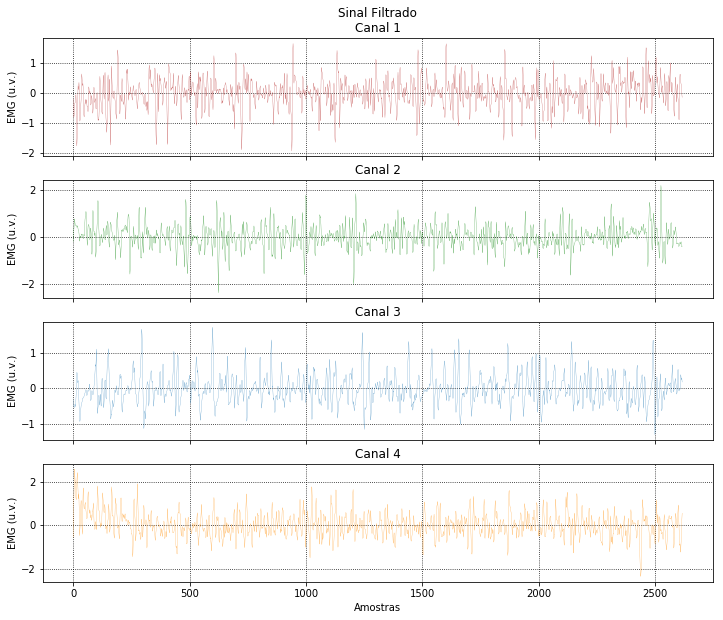 Sinal Filtrado
Canal 1
EMG (u.v.)
1
0
−1
−2
Canal 2
EMG (u.v.)
2
0
−2
Canal 3
EMG (u.v.)
1
0
−1
Canal 4
EMG (u.v.)
2
0
−2
0 500 1000 1500 2000 2500
Amostras